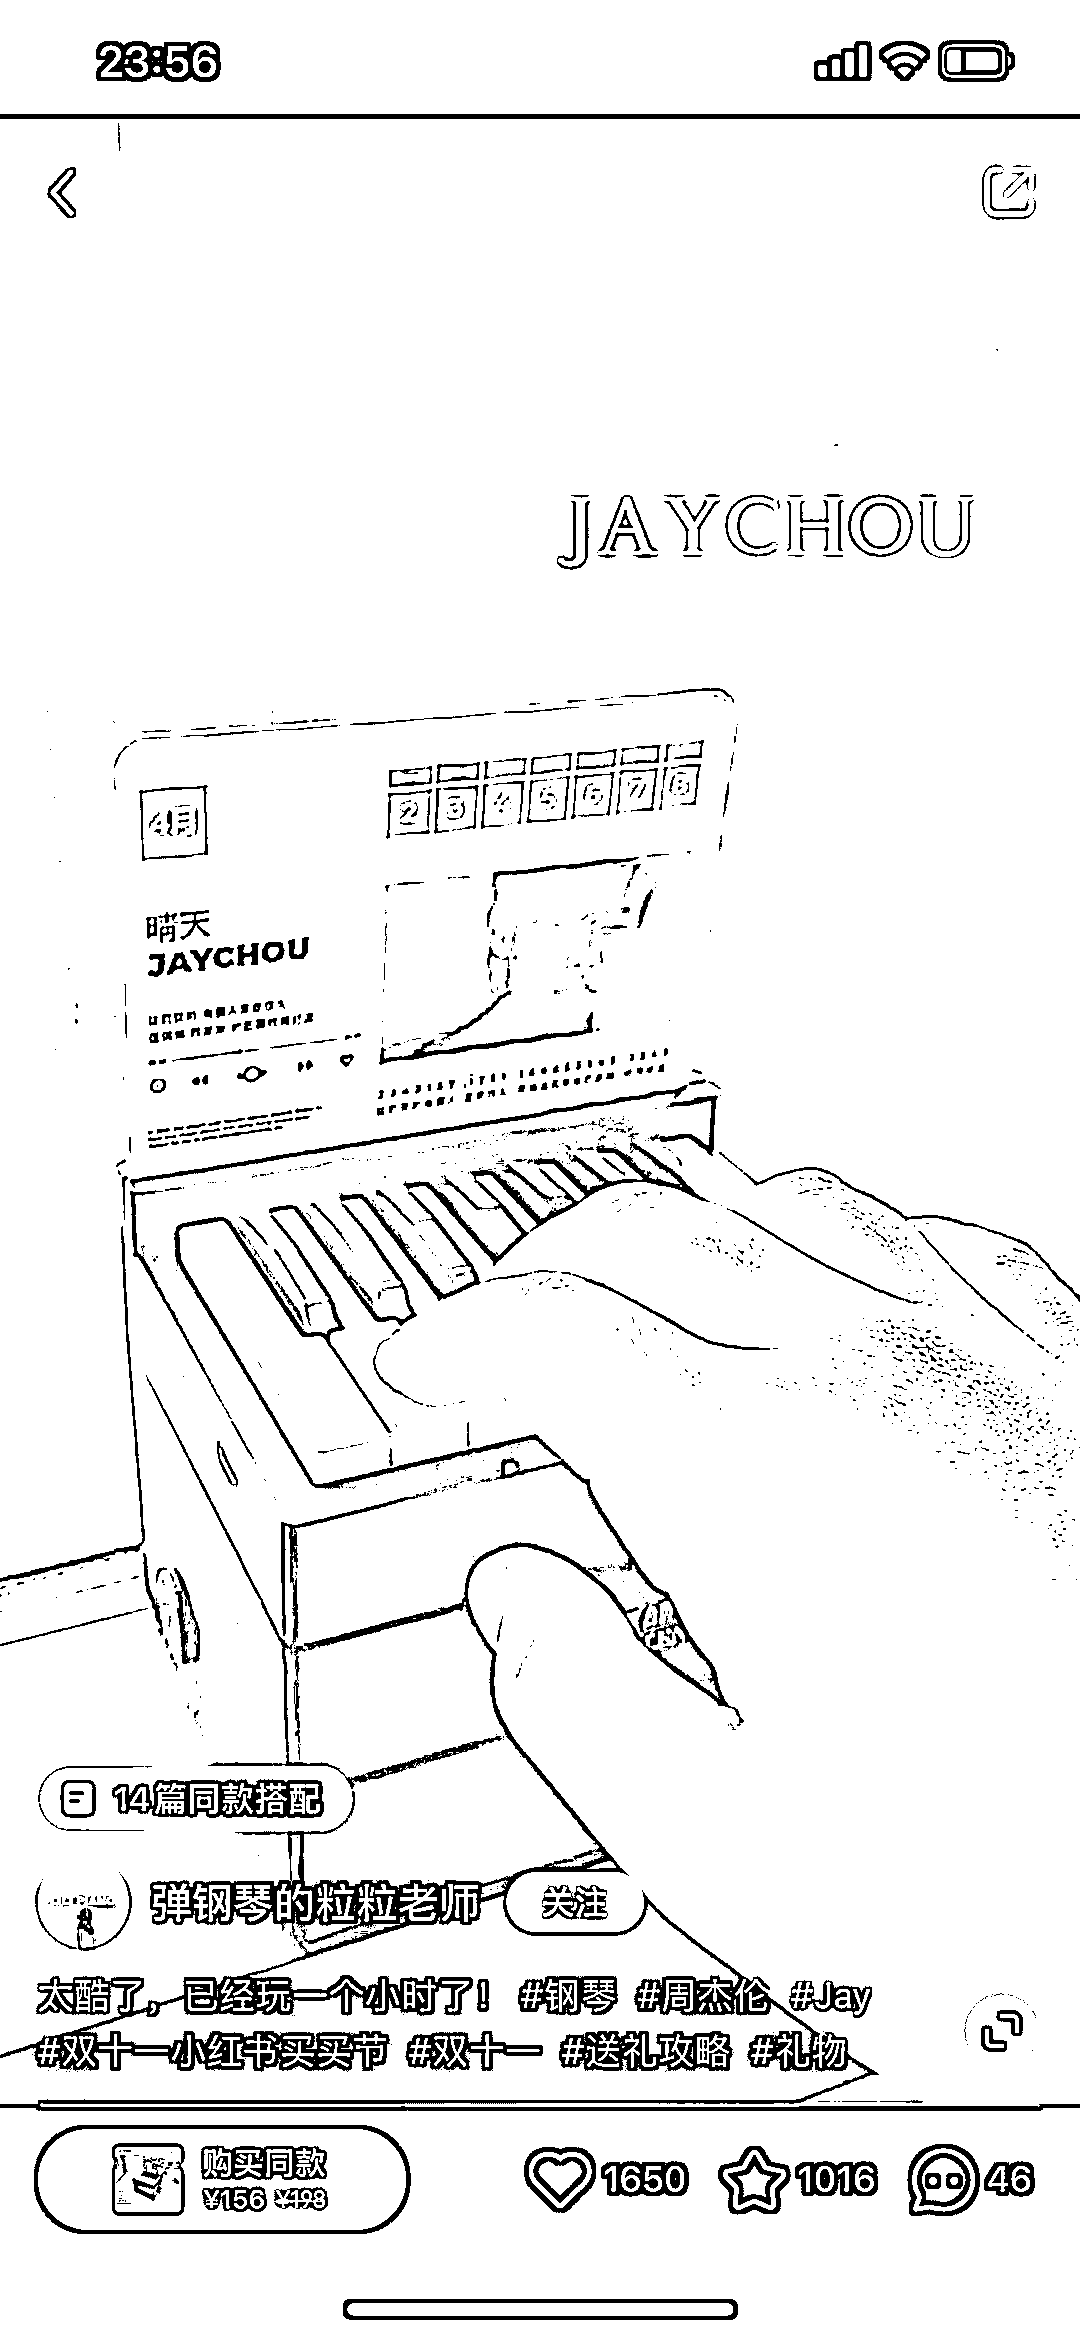 23:56
JAYCHOU
4月
2 3 4 5 6 7 8
晴天
JAYCHOU
14篇同款搭配
弹钢琴的粒粒老师
关注
太酷了，已经玩一个小时了！ #钢琴 #周杰伦 #Jay
#双十一小红书买买节 #双十一 #送礼攻略 #礼物
购买同款
¥156 ¥198
1650
1016
46